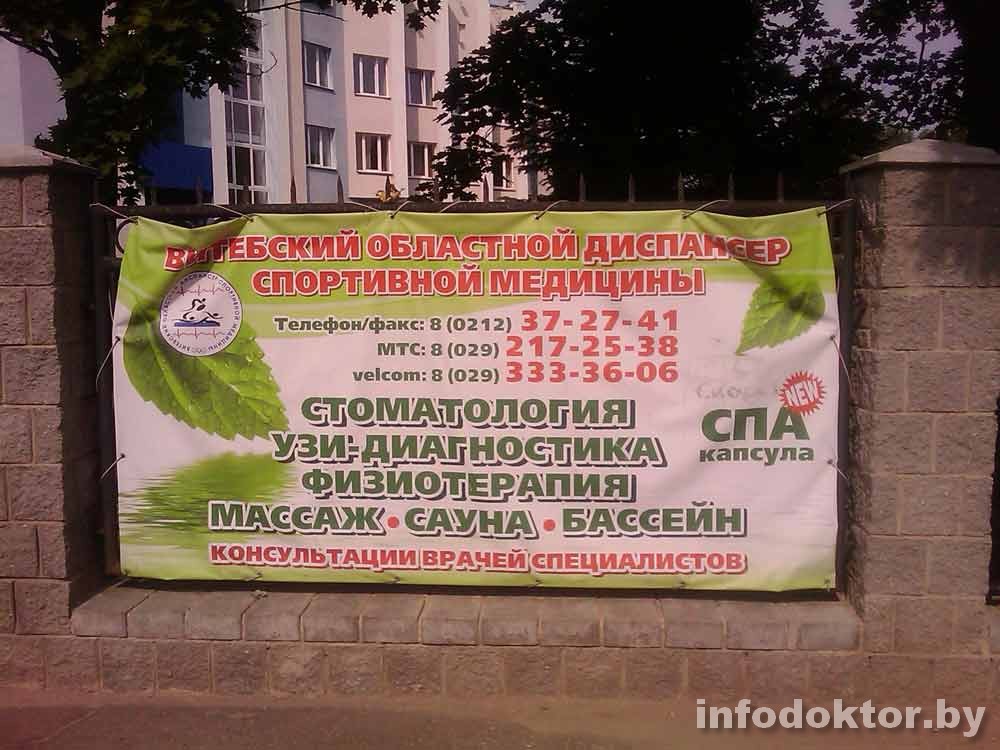 ВИТЕБСКИЙ ОБЛАСТНОЙ ДИСПАНСЕР
СПОРТИВНОЙ МЕДИЦИНЫ
Телефон/факс: 8 (0212) 37-27-41
МТС: 8 (029) 217-25-38
velcom: 8 (029) 333-36-06
СТОМАТОЛОГИЯ
УЗИ-ДИАГНОСТИКА
ФИЗИОТЕРАПИЯ
МАССАЖ • САУНА • БАССЕЙН
КОНСУЛЬТАЦИИ ВРАЧЕЙ СПЕЦИАЛИСТОВ
NEW
СПА
капсула
infodoktor.by